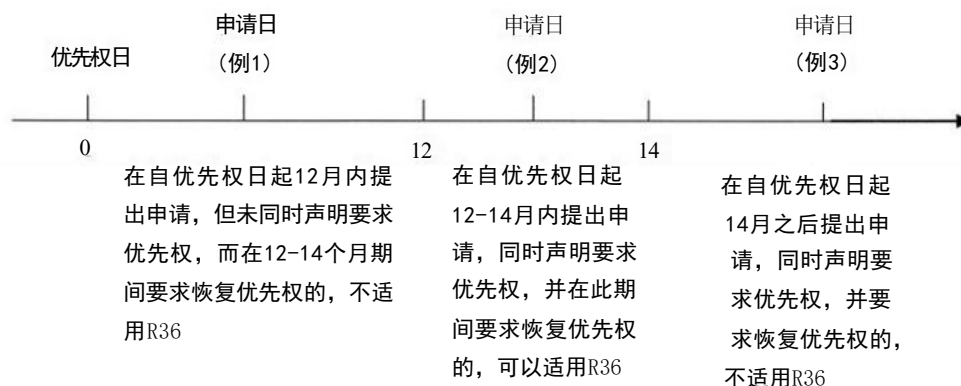 优先权日
申请日
（例1）
申请日
（例2）
申请日
（例3）
0
12
14
在自优先权日起12月内提
出申请，但未同时声明要求
优先权，而在12-14个月期
间要求恢复优先权的，不适
用R36
在自优先权日起
12-14月内提出申
请，同时声明要求
优先权，并在此期
间要求恢复优先权
的，可以适用R36
在自优先权日起
14月之后提出申
请，同时声明要
求优先权，并要
求恢复优先权的，
不适用R36